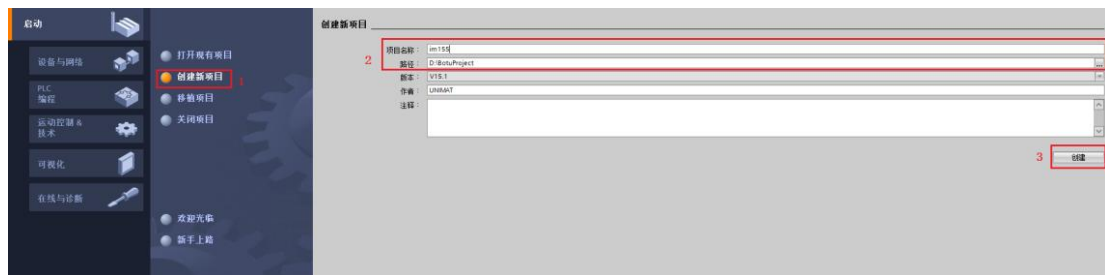 启动
设备与网络
PLC
编程
运动控制 &
技术
可视化
在线与诊断
打开现有项目
创建新项目
1
移植项目
关闭项目
欢迎光临
新手上路
创建新项目
项目名称： im155
2
路径： D:\BotuProject
...
版本： V15.1
作者： UNIMAT
注释：
3
创建